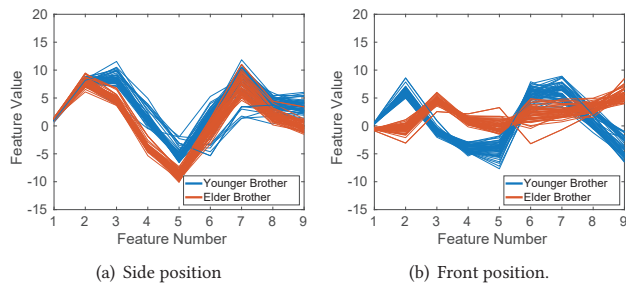 20
15
10
5
0
-5
-10
-15
Feature Value
1 2 3 4 5 6 7 8 9
Feature Number
Younger Brother
Elder Brother
(a) Side position
20
15
10
5
0
-5
-10
-15
Feature Value
1 2 3 4 5 6 7 8 9
Feature Number
Younger Brother
Elder Brother
(b) Front position.